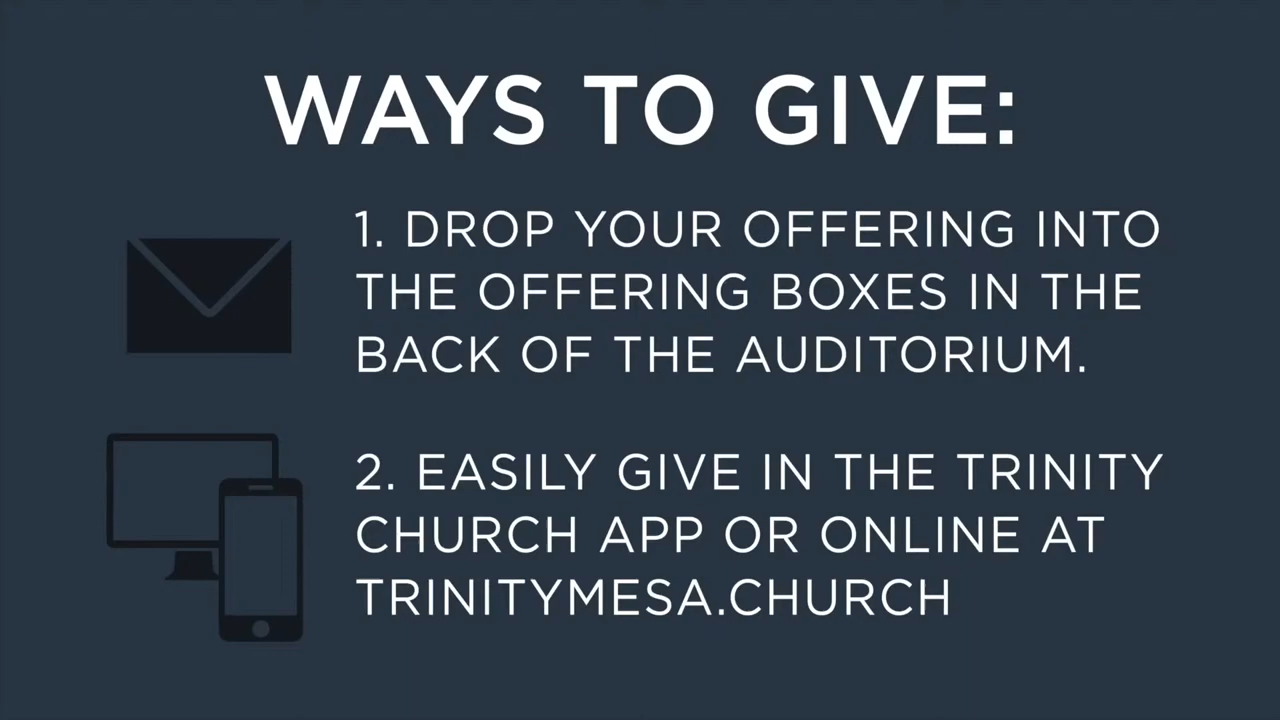 WAYS TO GIVE:
1. DROP YOUR OFFERING INTO
THE OFFERING BOXES IN THE
BACK OF THE AUDITORIUM.
2. EASILY GIVE IN THE TRINITY
CHURCH APP OR ONLINE AT
TRINITYMESA.CHURCH